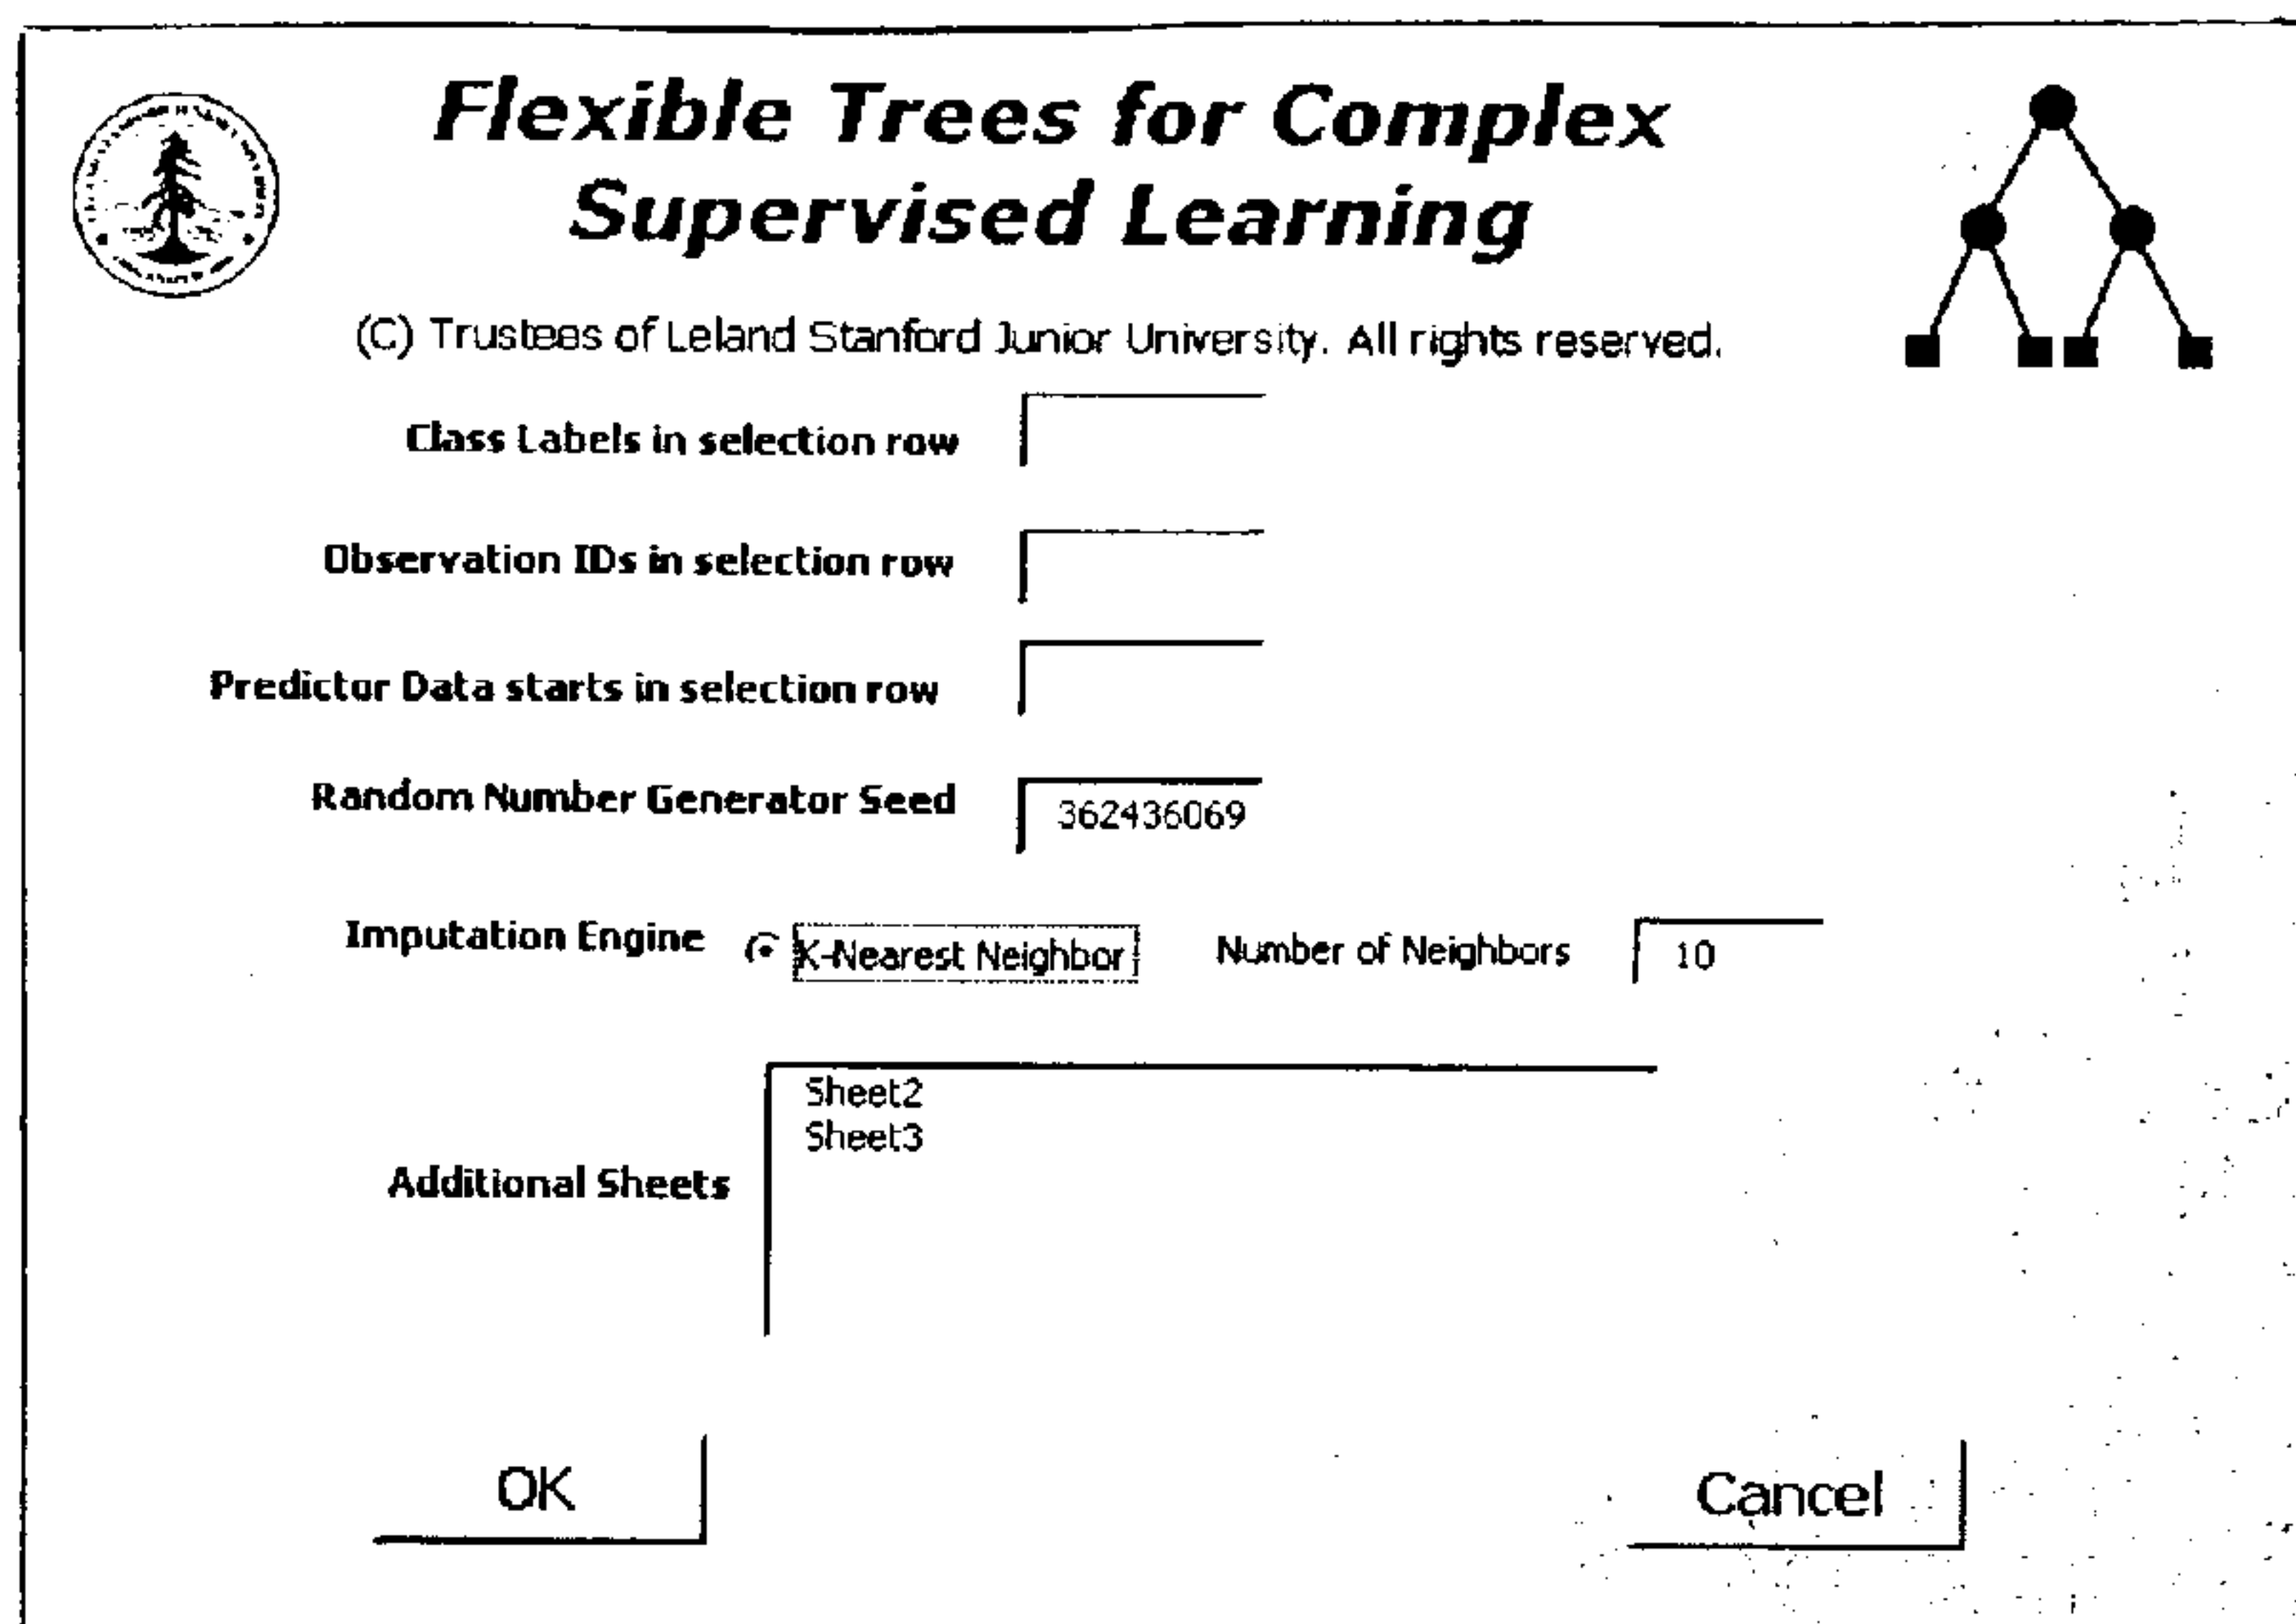 Flexible Trees for Complex
Supervised Learning
(C) Trustees of Leland Stanford Junior University. All rights reserved.
Class Labels in selection row
Observation IDs in selection row
Predictor Data starts in selection row
Random Number Generator Seed 362436069
Imputation Engine K-Nearest Neighbor Number of Neighbors 10
Sheet2
Sheet3
Additional Sheets
OK Cancel